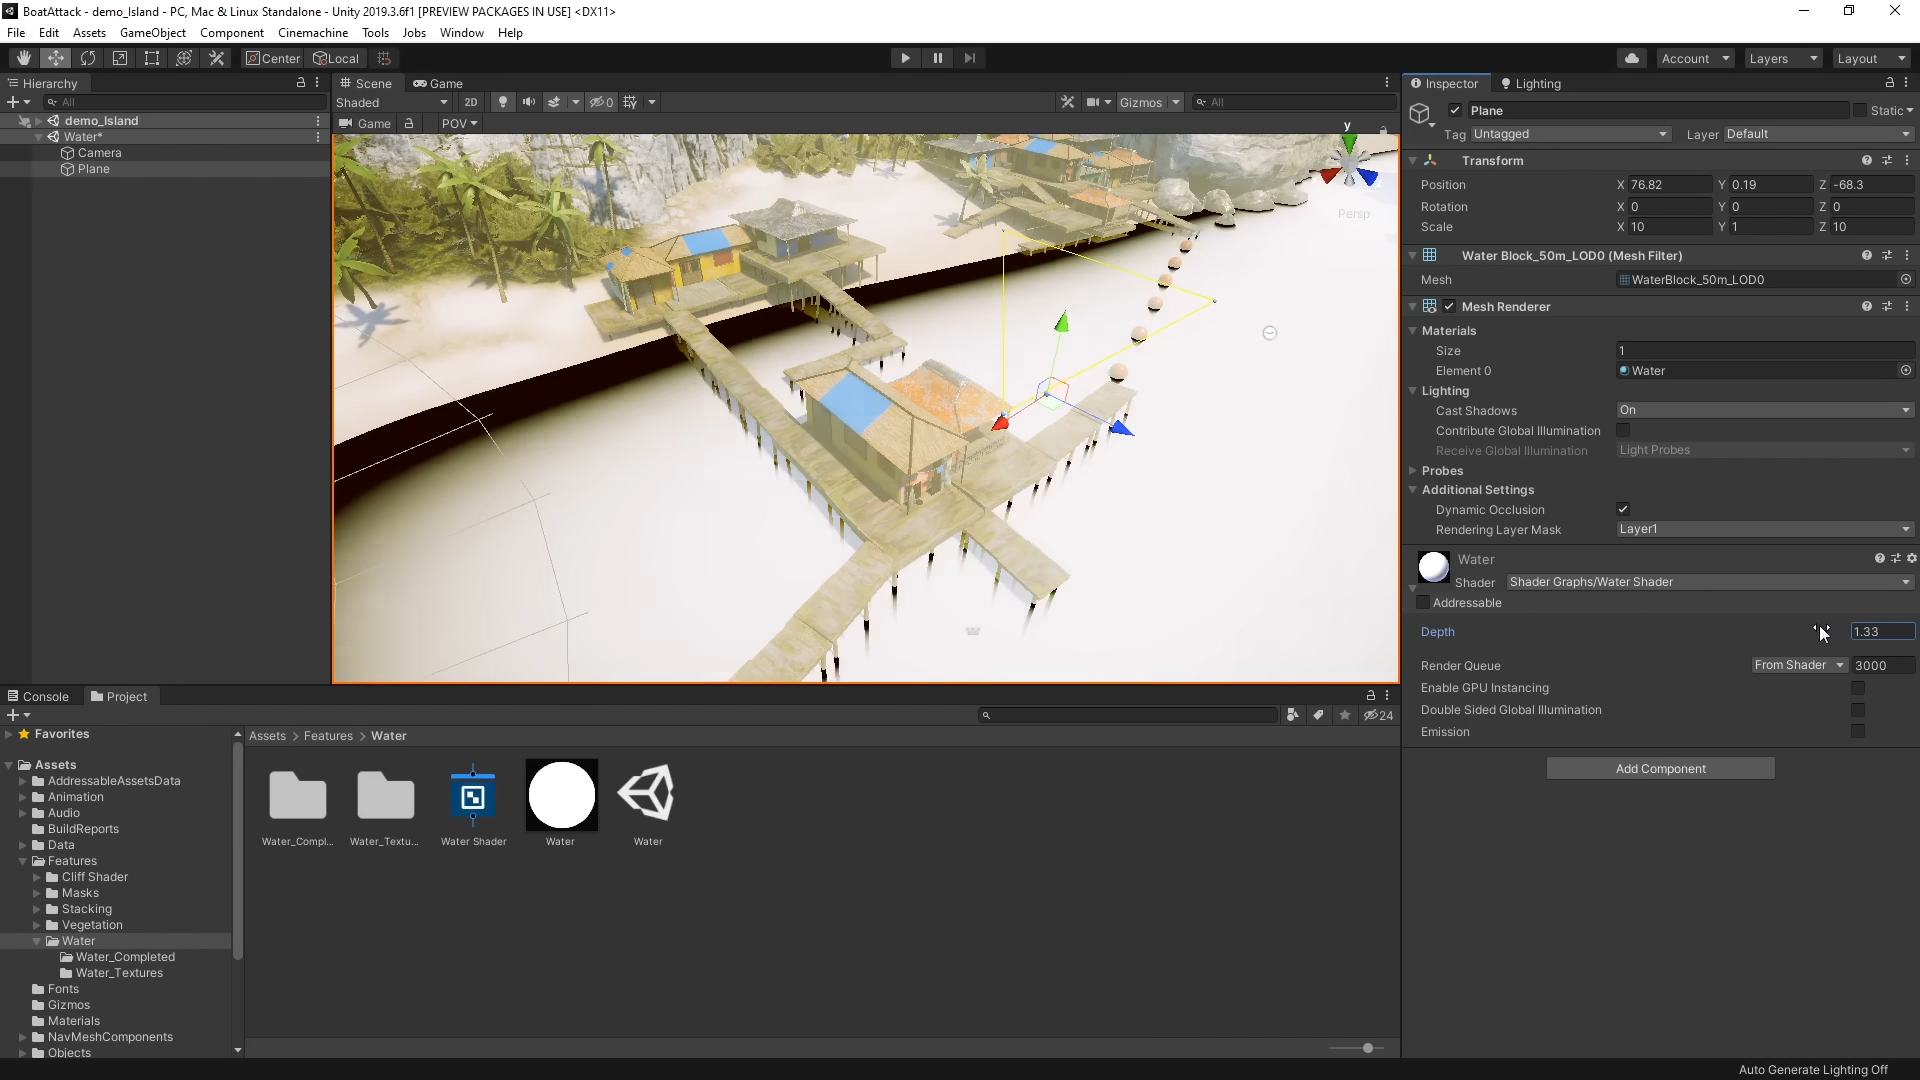 BoatAttack - demo_Island - PC, Mac & Linux Standalone - Unity 2019.3.6f1 [PREVIEW PACKAGES IN USE] <DX11>
File Edit Assets GameObject Component Cinemachine Tools Jobs Window Help
Center Local Account Layers Layout
Hierarchy
All
demo_Island
Water*
Camera
Plane
Scene Game
Shaded 2D 0 Gizmos All
Game POV
y
Persp
Inspector Lighting
Plane Static
Tag Untagged Layer Default
Transform
Position X 76.82 Y 0.19 Z -68.3
Rotation X 0 Y 0 Z 0
Scale X 10 Y 1 Z 10
Water Block_50m_LOD0 (Mesh Filter)
Mesh WaterBlock_50m_LOD0
Mesh Renderer
Materials
Size 1
Element 0 Water
Lighting
Cast Shadows On
Contribute Global Illumination
Receive Global Illumination Light Probes
Probes
Additional Settings
Dynamic Occlusion
Rendering Layer Mask Layer1
Water
Shader Shader Graphs/Water Shader
Addressable
Depth 1.33
Render Queue From Shader 3000
Enable GPU Instancing
Double Sided Global Illumination
Emission
Add Component
Console Project
24
Favorites
Assets
AddressableAssetsData
Animation
Audio
BuildReports
Data
Features
Cliff Shader
Masks
Stacking
Vegetation
Water
Water_Completed
Water_Textures
Fonts
Gizmos
Materials
NavMeshComponents
Objects
Assets > Features > Water
Water_Compl... Water_Textu... Water Shader Water Water
Auto Generate Lighting Off